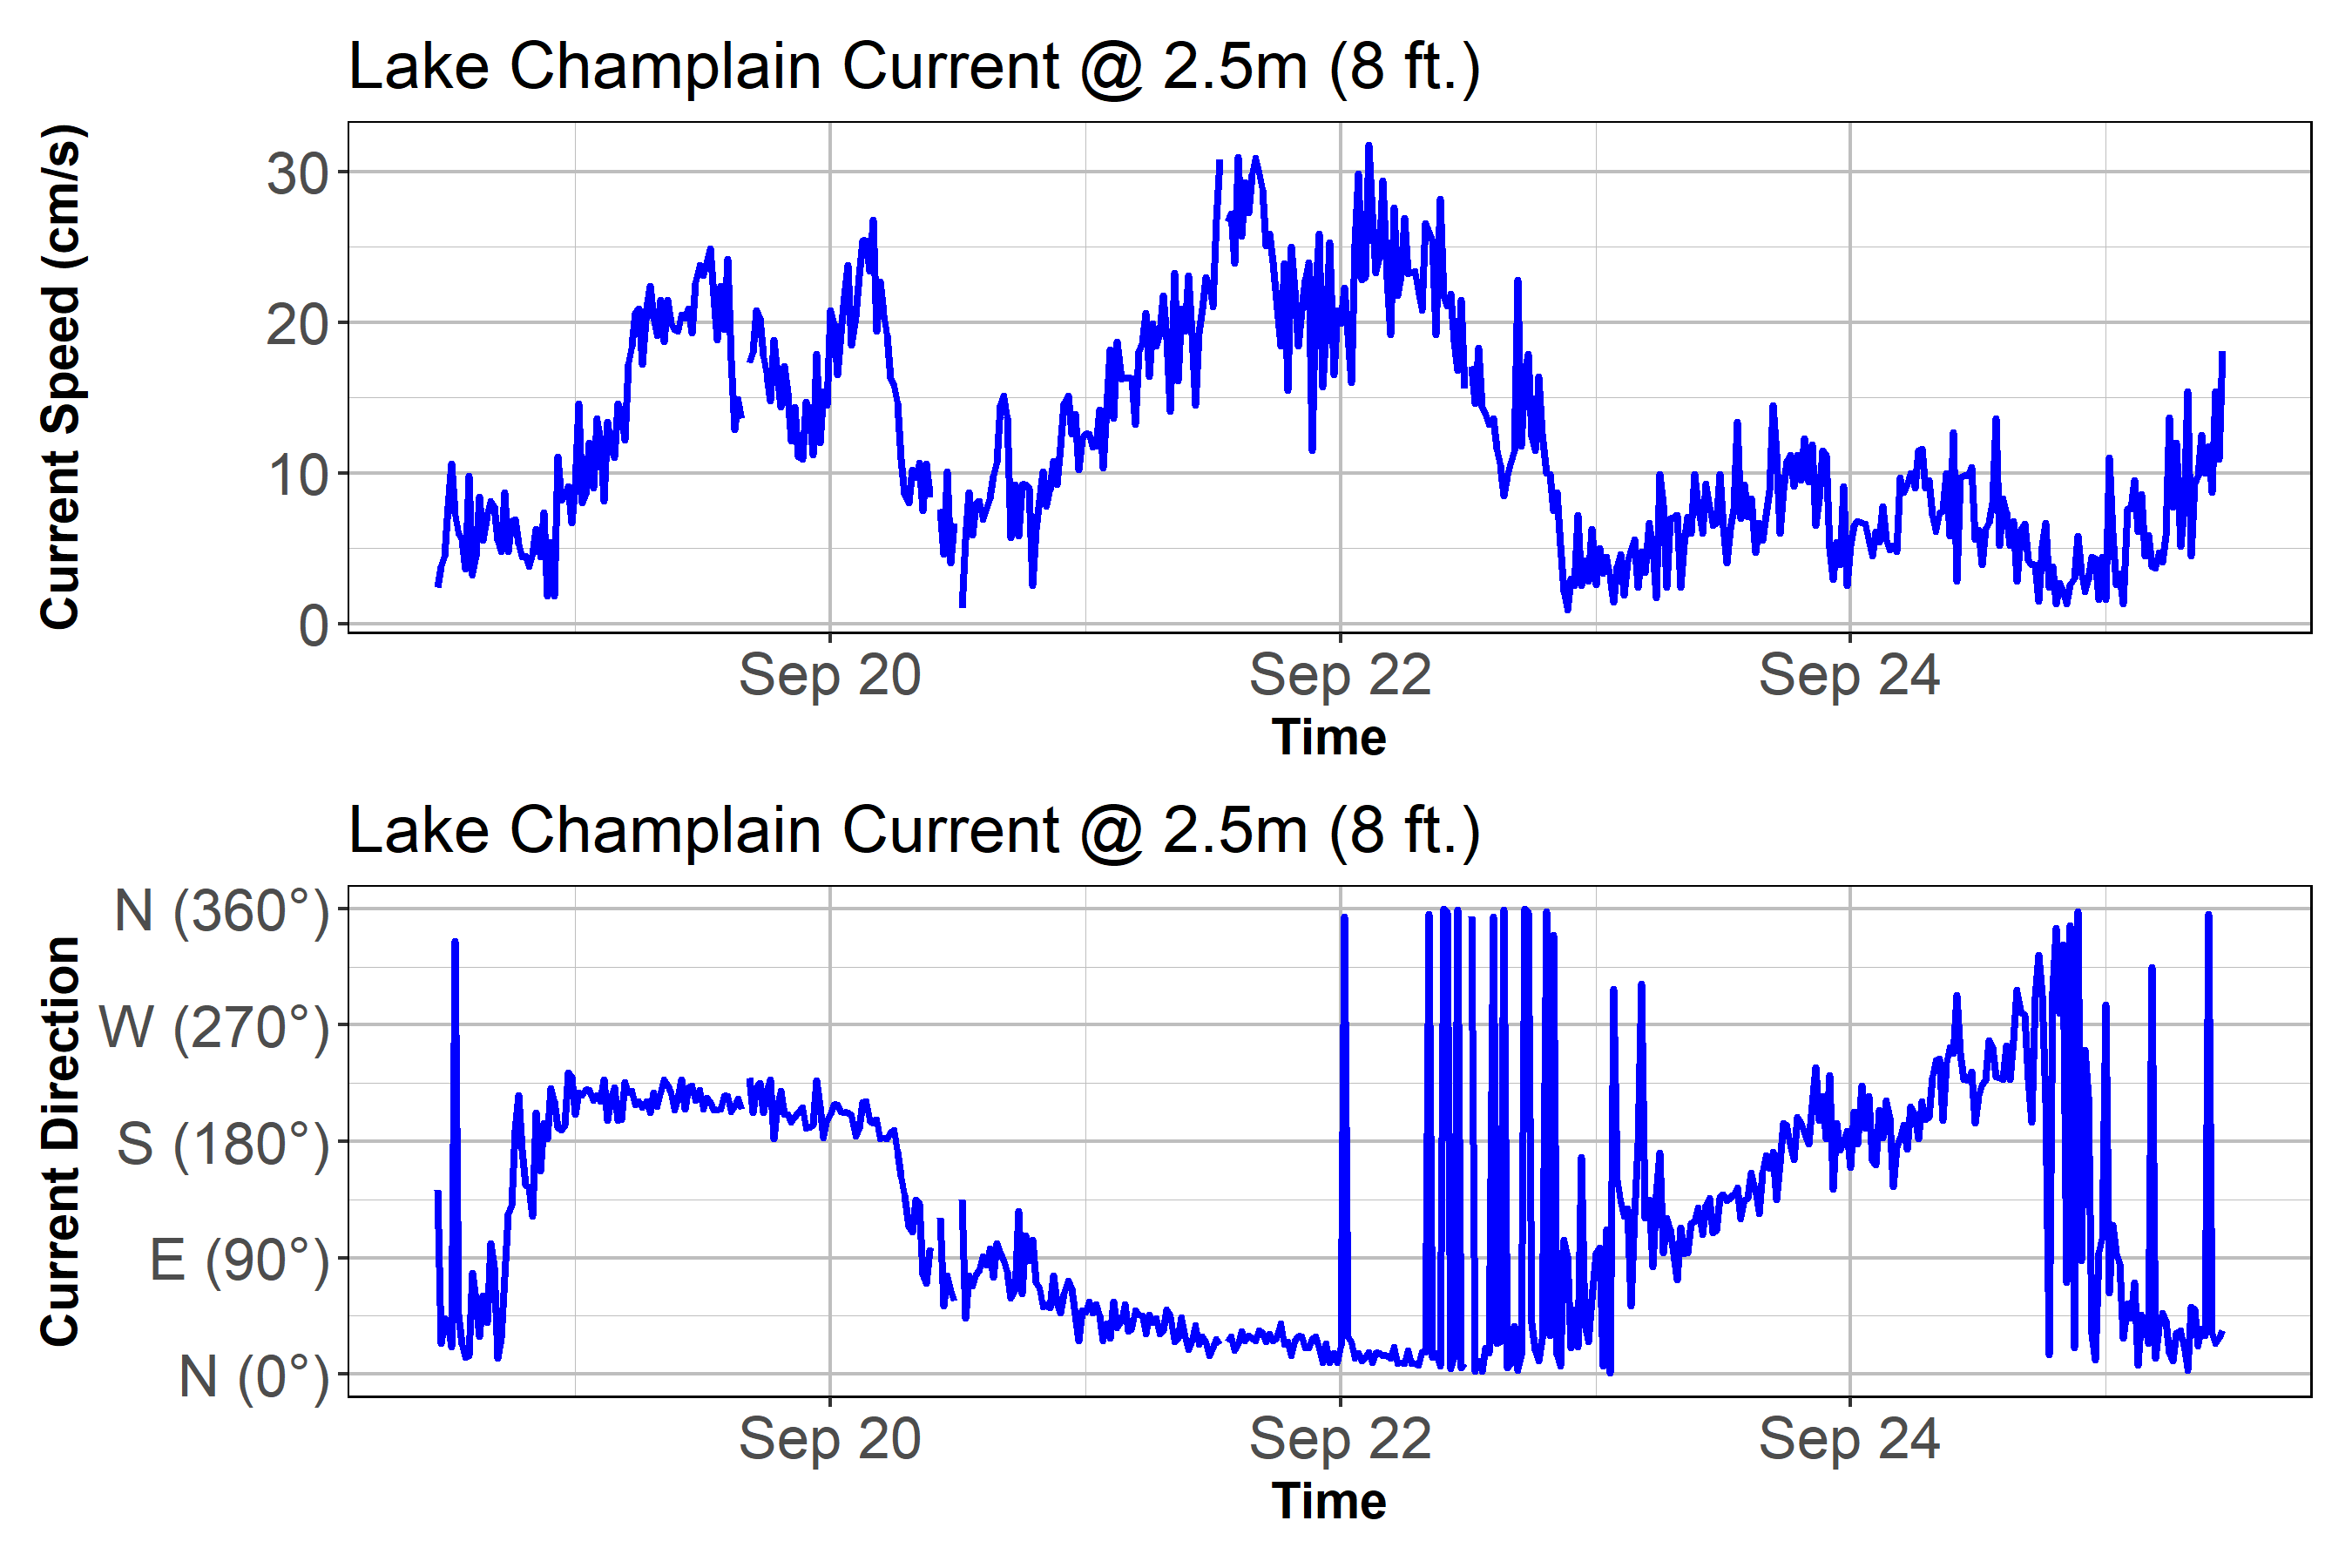 Lake Champlain Current @ 2.5m (8 ft.)
Current Speed (cm/s)
30
20
10
0
Sep 20 Sep 22 Sep 24
Time
Lake Champlain Current @ 2.5m (8 ft.)
Current Direction
N (360°)
W (270°)
S (180°)
E (90°)
N (0°)
Sep 20 Sep 22 Sep 24
Time